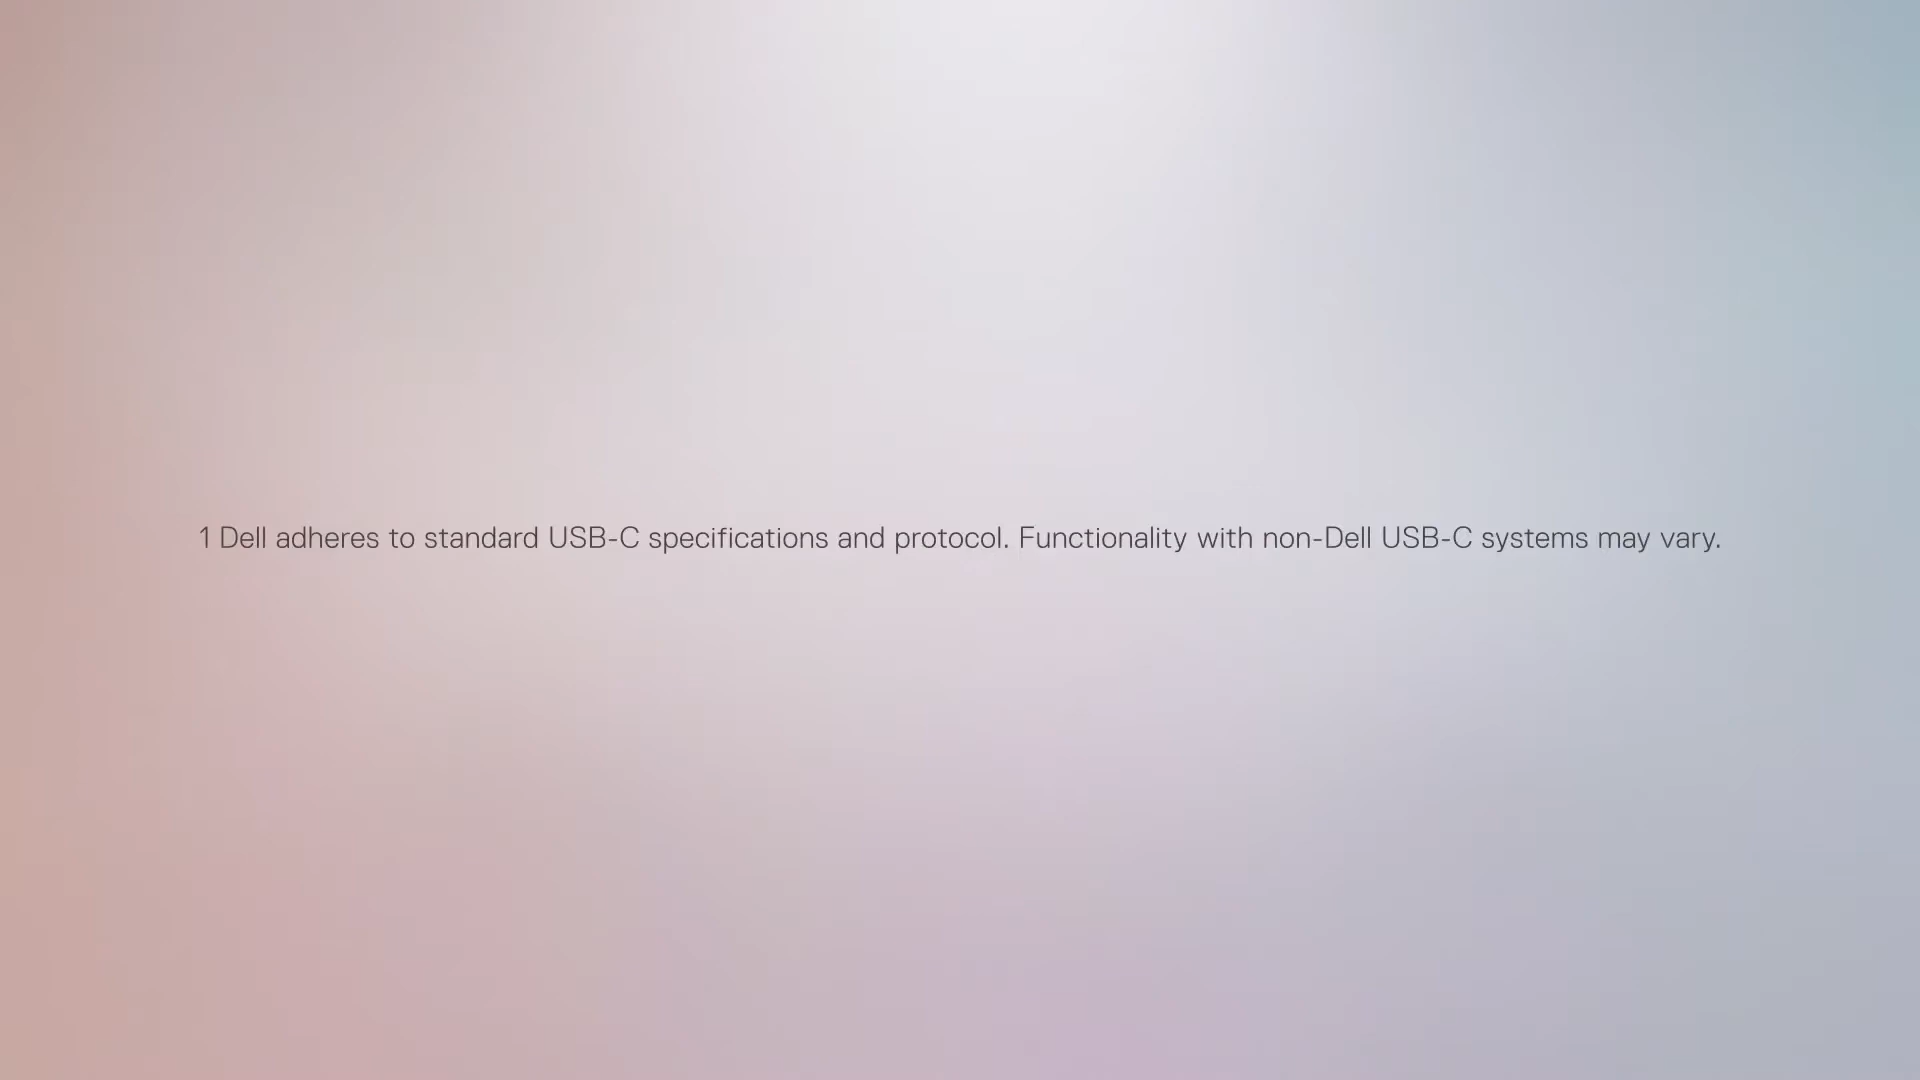 1 Dell adheres to standard USB-C specifications and protocol. Functionality with non-Dell USB-C systems may vary.